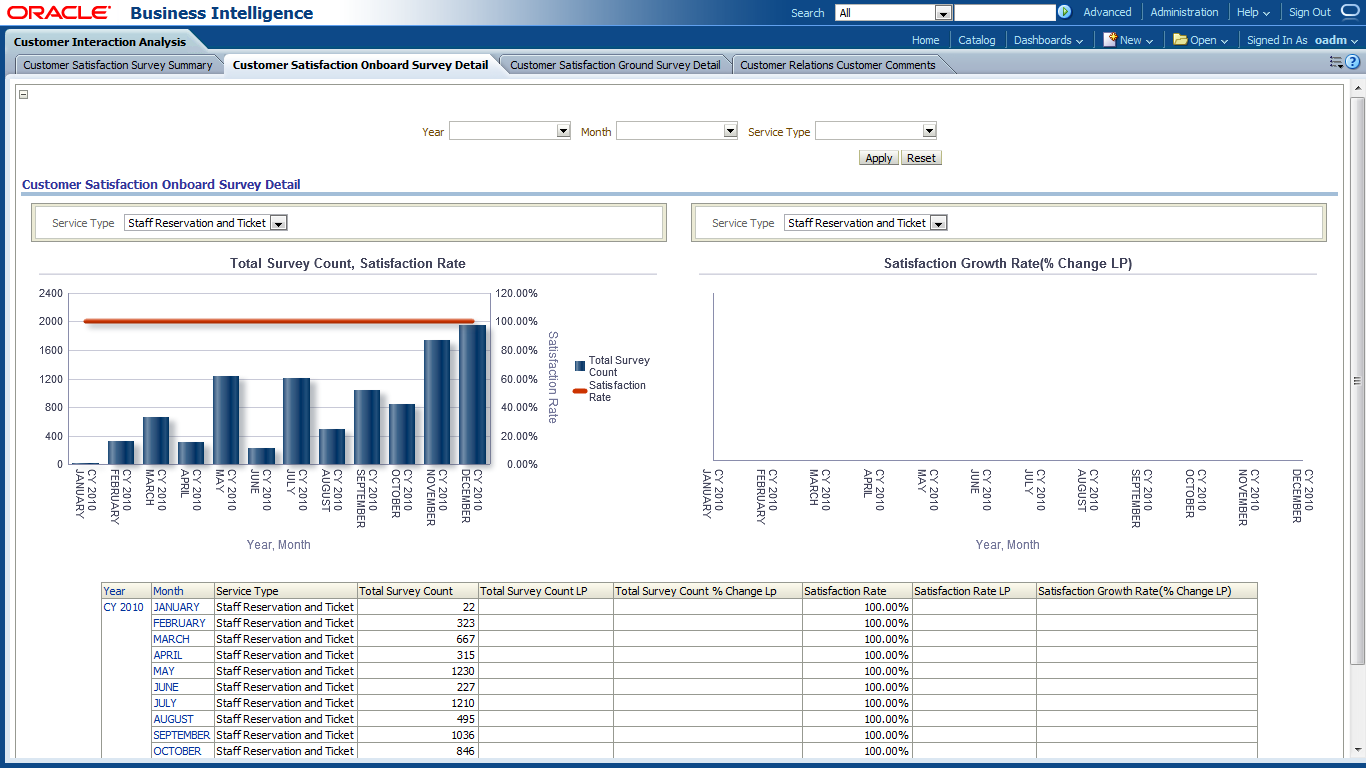 ORACLE Business Intelligence
Search All Advanced Administration Help Sign Out
Customer Interaction Analysis
Home Catalog Dashboards New Open Signed In As oadm
Customer Satisfaction Survey Summary Customer Satisfaction Onboard Survey Detail Customer Satisfaction Ground Survey Detail Customer Relations Customer Comments
Year Month Service Type
Apply Reset
Customer Satisfaction Onboard Survey Detail
Service Type Staff Reservation and Ticket
Total Survey Count, Satisfaction Rate
2400 120.00%
2000 100.00%
1600 80.00%
1200 60.00%
800 40.00%
400 20.00%
0 0.00%
Satisfaction Rate
Total Survey
Count
Satisfaction
Rate
CY 2010
JANUARY
CY 2010
FEBRUARY
CY 2010
MARCH
CY 2010
APRIL
CY 2010
MAY
CY 2010
JUNE
CY 2010
JULY
CY 2010
AUGUST
CY 2010
SEPTEMBER
CY 2010
OCTOBER
CY 2010
NOVEMBER
CY 2010
DECEMBER
Year, Month
Service Type Staff Reservation and Ticket
Satisfaction Growth Rate(% Change LP)
CY 2010
JANUARY
CY 2010
FEBRUARY
CY 2010
MARCH
CY 2010
APRIL
CY 2010
MAY
CY 2010
JUNE
CY 2010
JULY
CY 2010
AUGUST
CY 2010
SEPTEMBER
CY 2010
OCTOBER
CY 2010
NOVEMBER
CY 2010
DECEMBER
Year, Month
Year Month Service Type Total Survey Count Total Survey Count LP Total Survey Count % Change Lp Satisfaction Rate Satisfaction Rate LP Satisfaction Growth Rate(% Change LP)
CY 2010 JANUARY Staff Reservation and Ticket 22 100.00%
FEBRUARY Staff Reservation and Ticket 323 100.00%
MARCH Staff Reservation and Ticket 667 100.00%
APRIL Staff Reservation and Ticket 315 100.00%
MAY Staff Reservation and Ticket 1230 100.00%
JUNE Staff Reservation and Ticket 227 100.00%
JULY Staff Reservation and Ticket 1210 100.00%
AUGUST Staff Reservation and Ticket 495 100.00%
SEPTEMBER Staff Reservation and Ticket 1036 100.00%
OCTOBER Staff Reservation and Ticket 846 100.00%